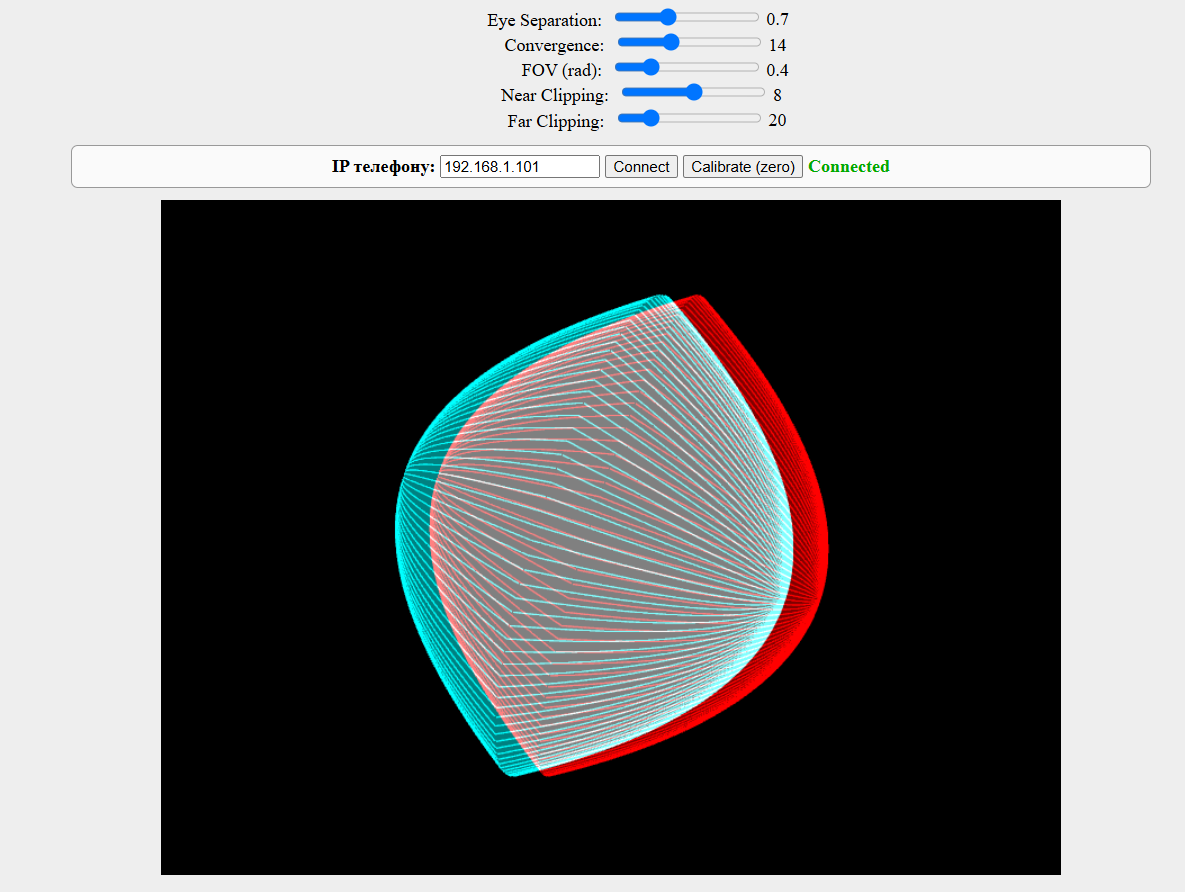 Eye Separation: 0.7
Convergence: 14
FOV (rad): 0.4
Near Clipping: 8
Far Clipping: 20
IP телефону: 192.168.1.101 Connect Calibrate (zero) Connected